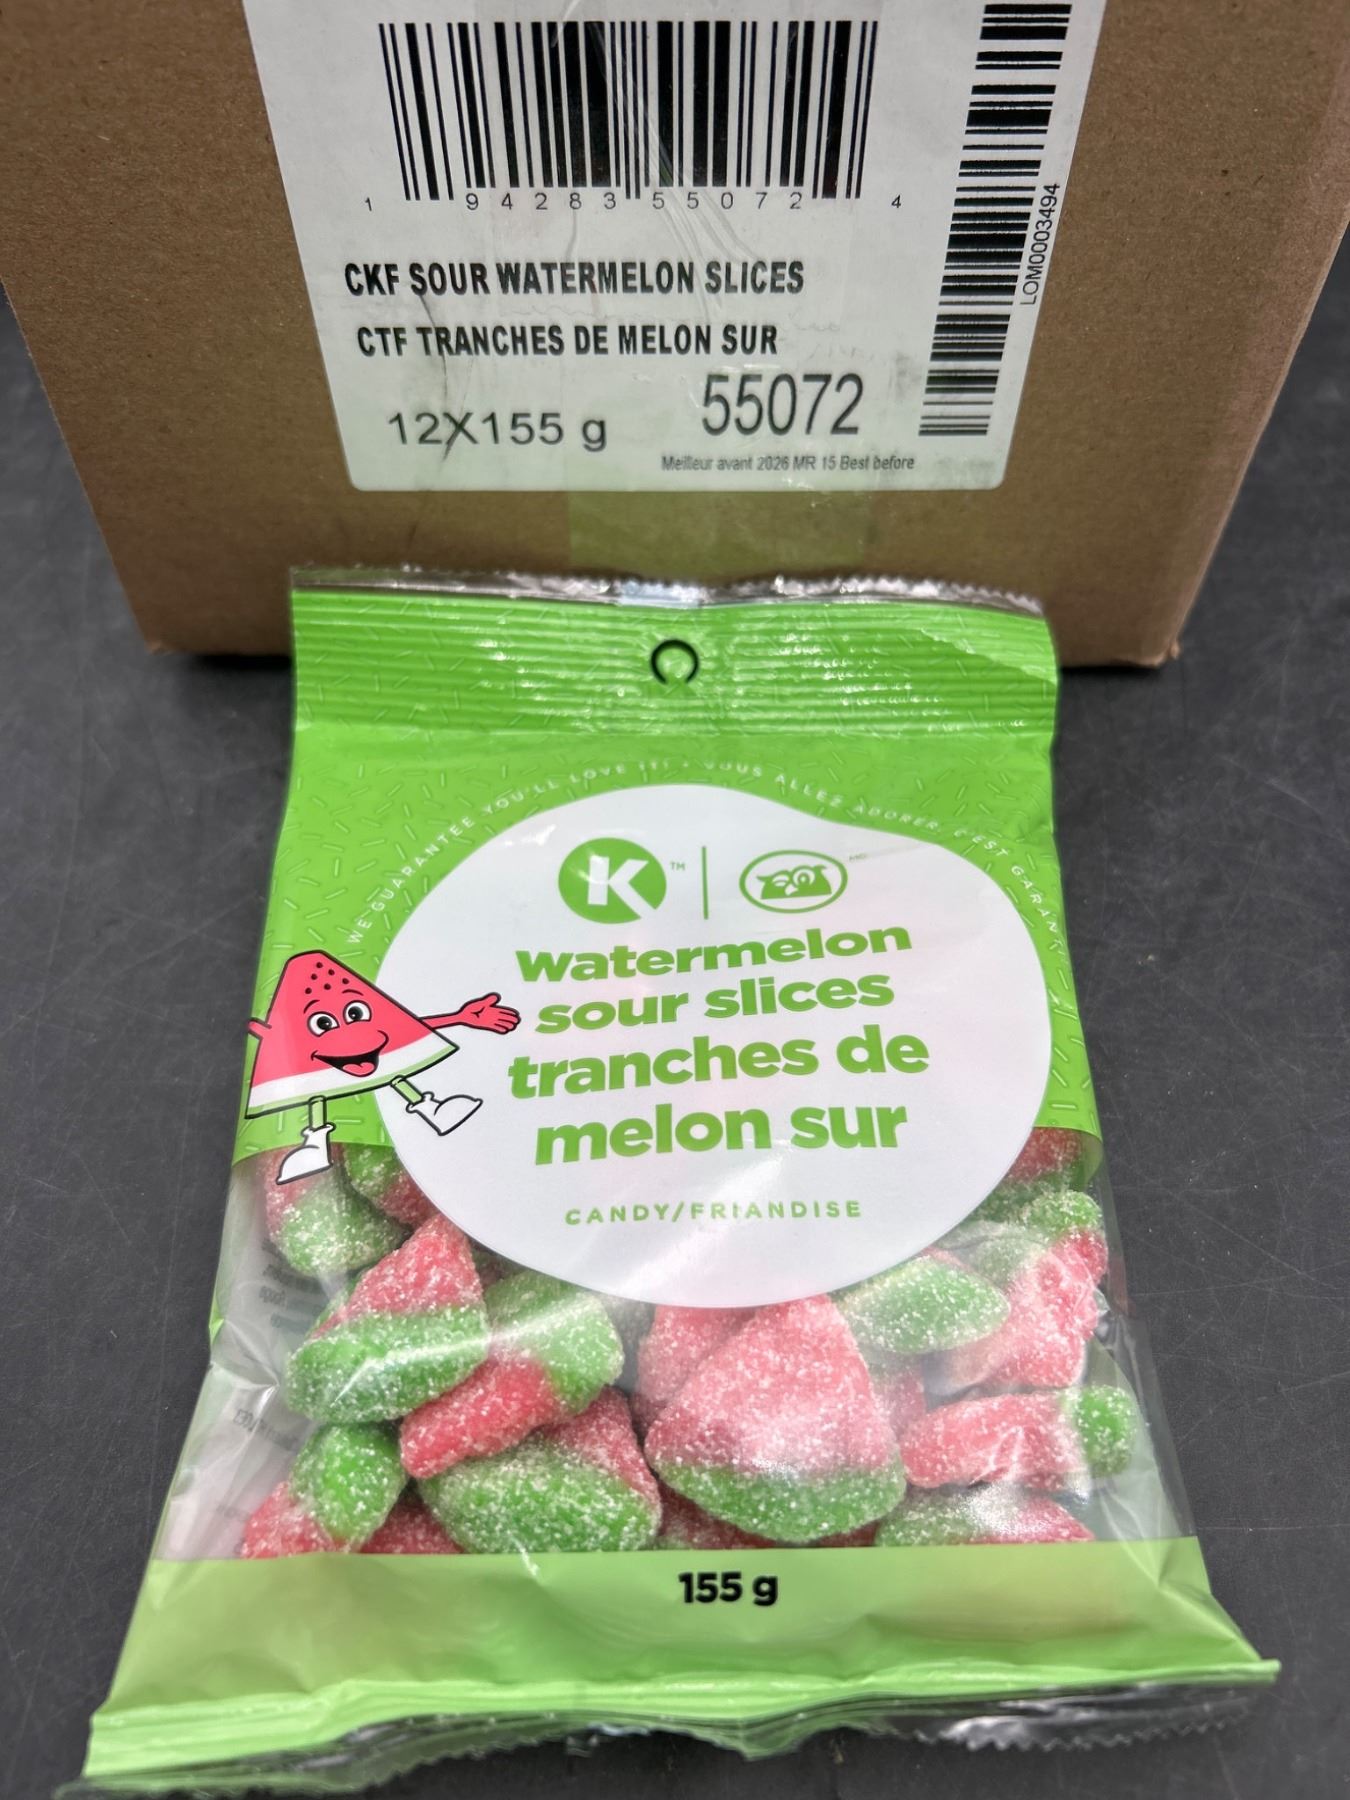 1 94283 55072 4
LOM0003494
CKF SOUR WATERMELON SLICES
CTF TRANCHES DE MELON SUR
12X155 g
55072
Meilleur avant 2026 MR 15 Best before
WE GUARANTEE YOU'LL LOVE IT! • VOUS ALLEZ ADORER, C'EST GARANTI
K ™ MC
watermelon
sour slices
tranches de
melon sur
CANDY/FRIANDISE
155 g